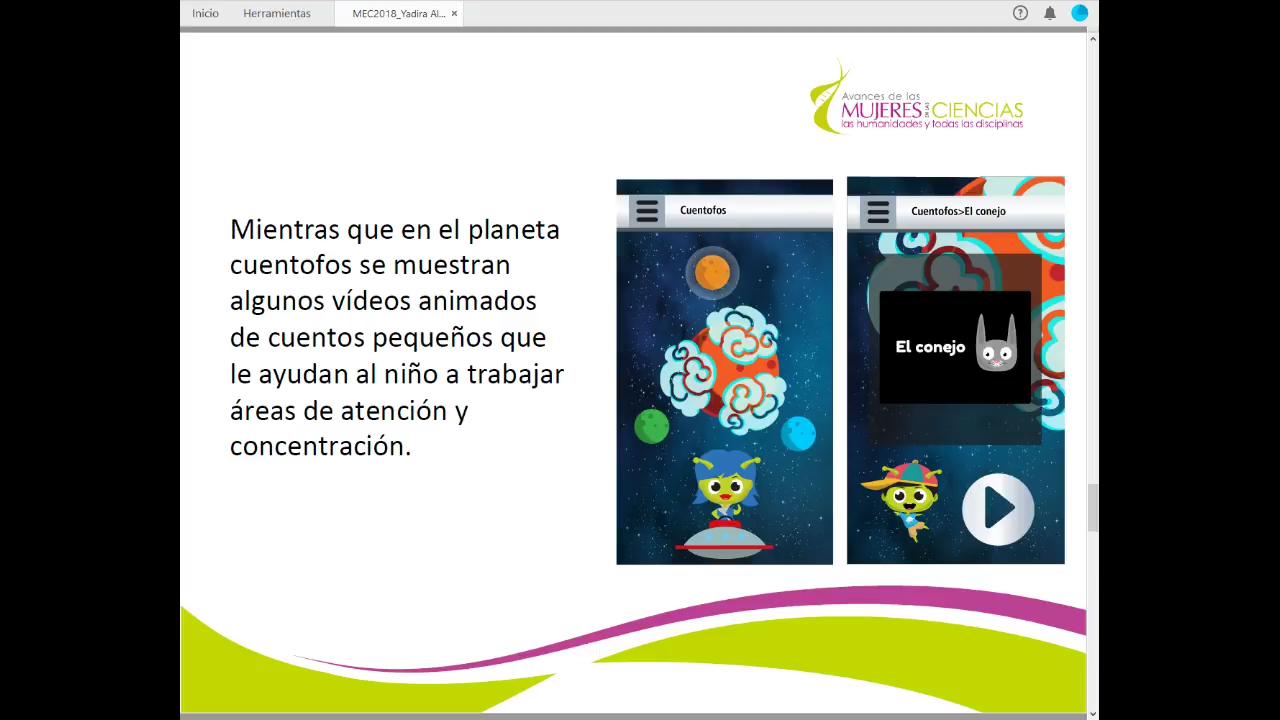 Inicio
Herramientas
MEC2018_Yadira Al...
Avances de las
MUJERES EN LAS CIENCIAS
las humanidades y todas las disciplinas
Mientras que en el planeta
cuentofos se muestran
algunos vídeos animados
de cuentos pequeños que
le ayudan al niño a trabajar
áreas de atención y
concentración.
Cuentofos
Cuentofos>El conejo
El conejo